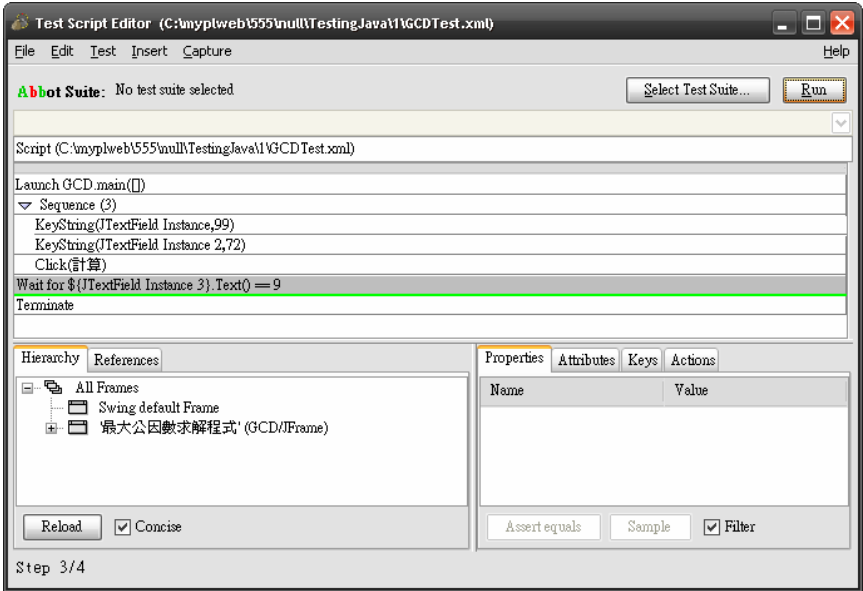 Test Script Editor (C:\myplweb\555\null\TestingJava\1\GCDTest.xml)
File Edit Test Insert Capture Help
Abbot Suite: No test suite selected Select Test Suite... Run
Script (C:\myplweb\555\null\TestingJava\1\GCDTest.xml)
Launch GCD.main([])
Sequence (3)
KeyString(JTextField Instance,99)
KeyString(JTextField Instance 2,72)
Click(計算)
Wait for ${JTextField Instance 3}.Text() == 9
Terminate
Hierarchy References
All Frames
Swing default Frame
'最大公因數求解程式' (GCD/JFrame)
Reload Concise
Properties Attributes Keys Actions
Name Value
Assert equals Sample Filter
Step 3/4